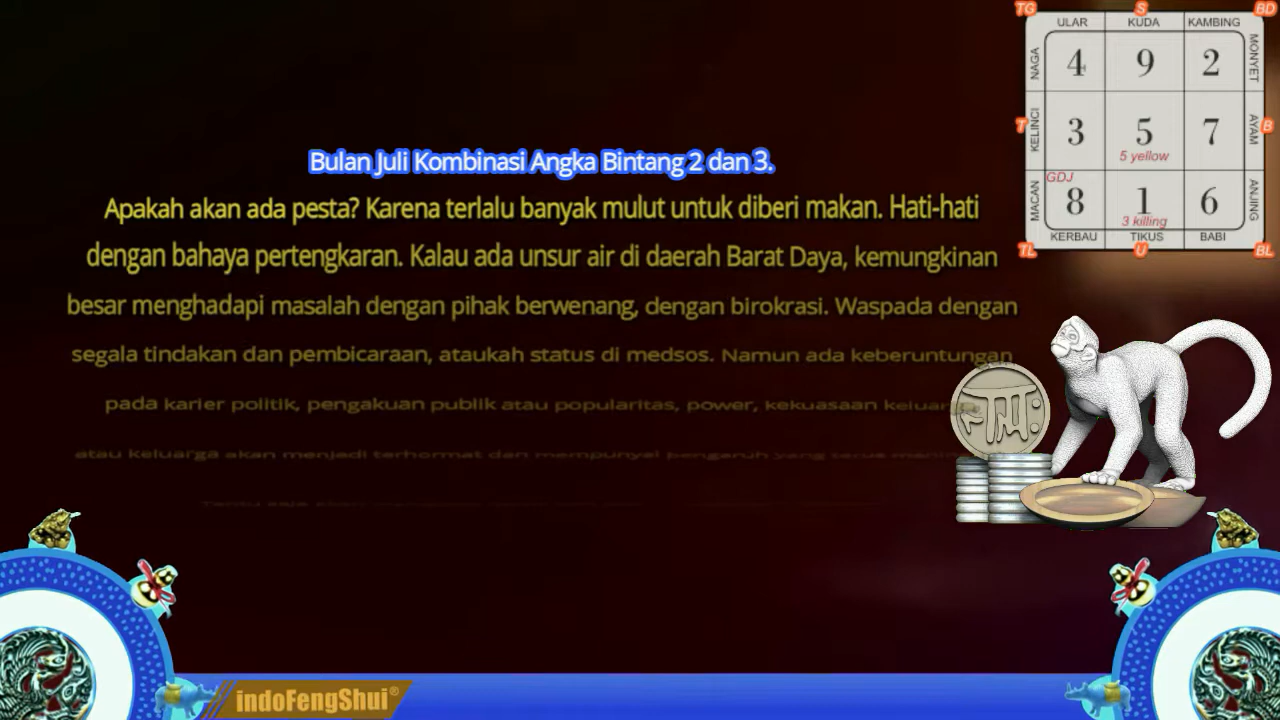 Bulan Juli Kombinasi Angka Bintang 2 dan 3.
Apakah akan ada pesta? Karena terlalu banyak mulut untuk diberi makan. Hati-hati
dengan bahaya pertengkaran. Kalau ada unsur air di daerah Barat Daya, kemungkinan
besar menghadapi masalah dengan pihak berwenang, dengan birokrasi. Waspada dengan
segala tindakan dan pembicaraan, ataukah status di medsos. Namun ada keberuntungan
pada karier politik, pengakuan publik atau popularitas, power, kekuasaan
atau keluarga akan menjadi terhormat dan mempunyai pengaruh yang terus
TG S BD
ULAR KUDA KAMBING
NAGA 4 9 2 MONYET
T KELINCI 3 5 7 AYAM B
5 yellow
GDJ
MACAN 8 1 6 ANJING
3 killing
KERBAU TIKUS BABI
TL U BL
नमः
indoFengShui®